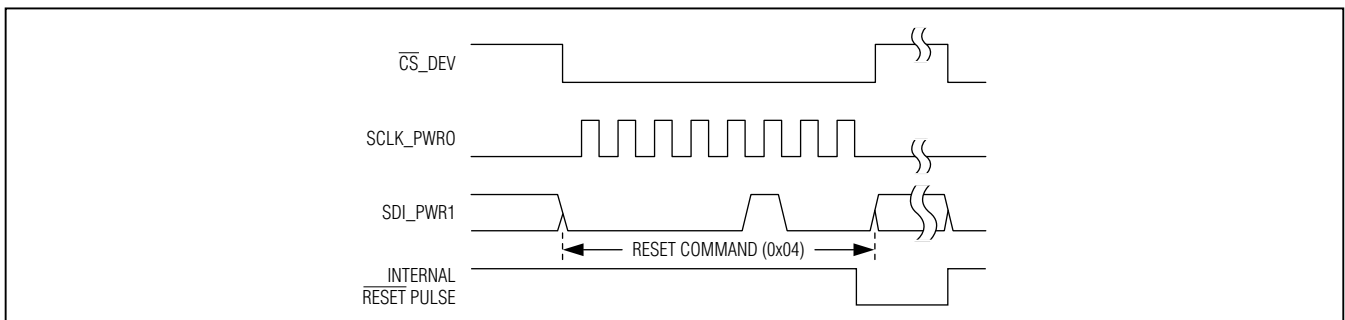 CS_DEV
SCLK_PWR0
SDI_PWR1
RESET COMMAND (0x04)
INTERNAL
RESET PULSE